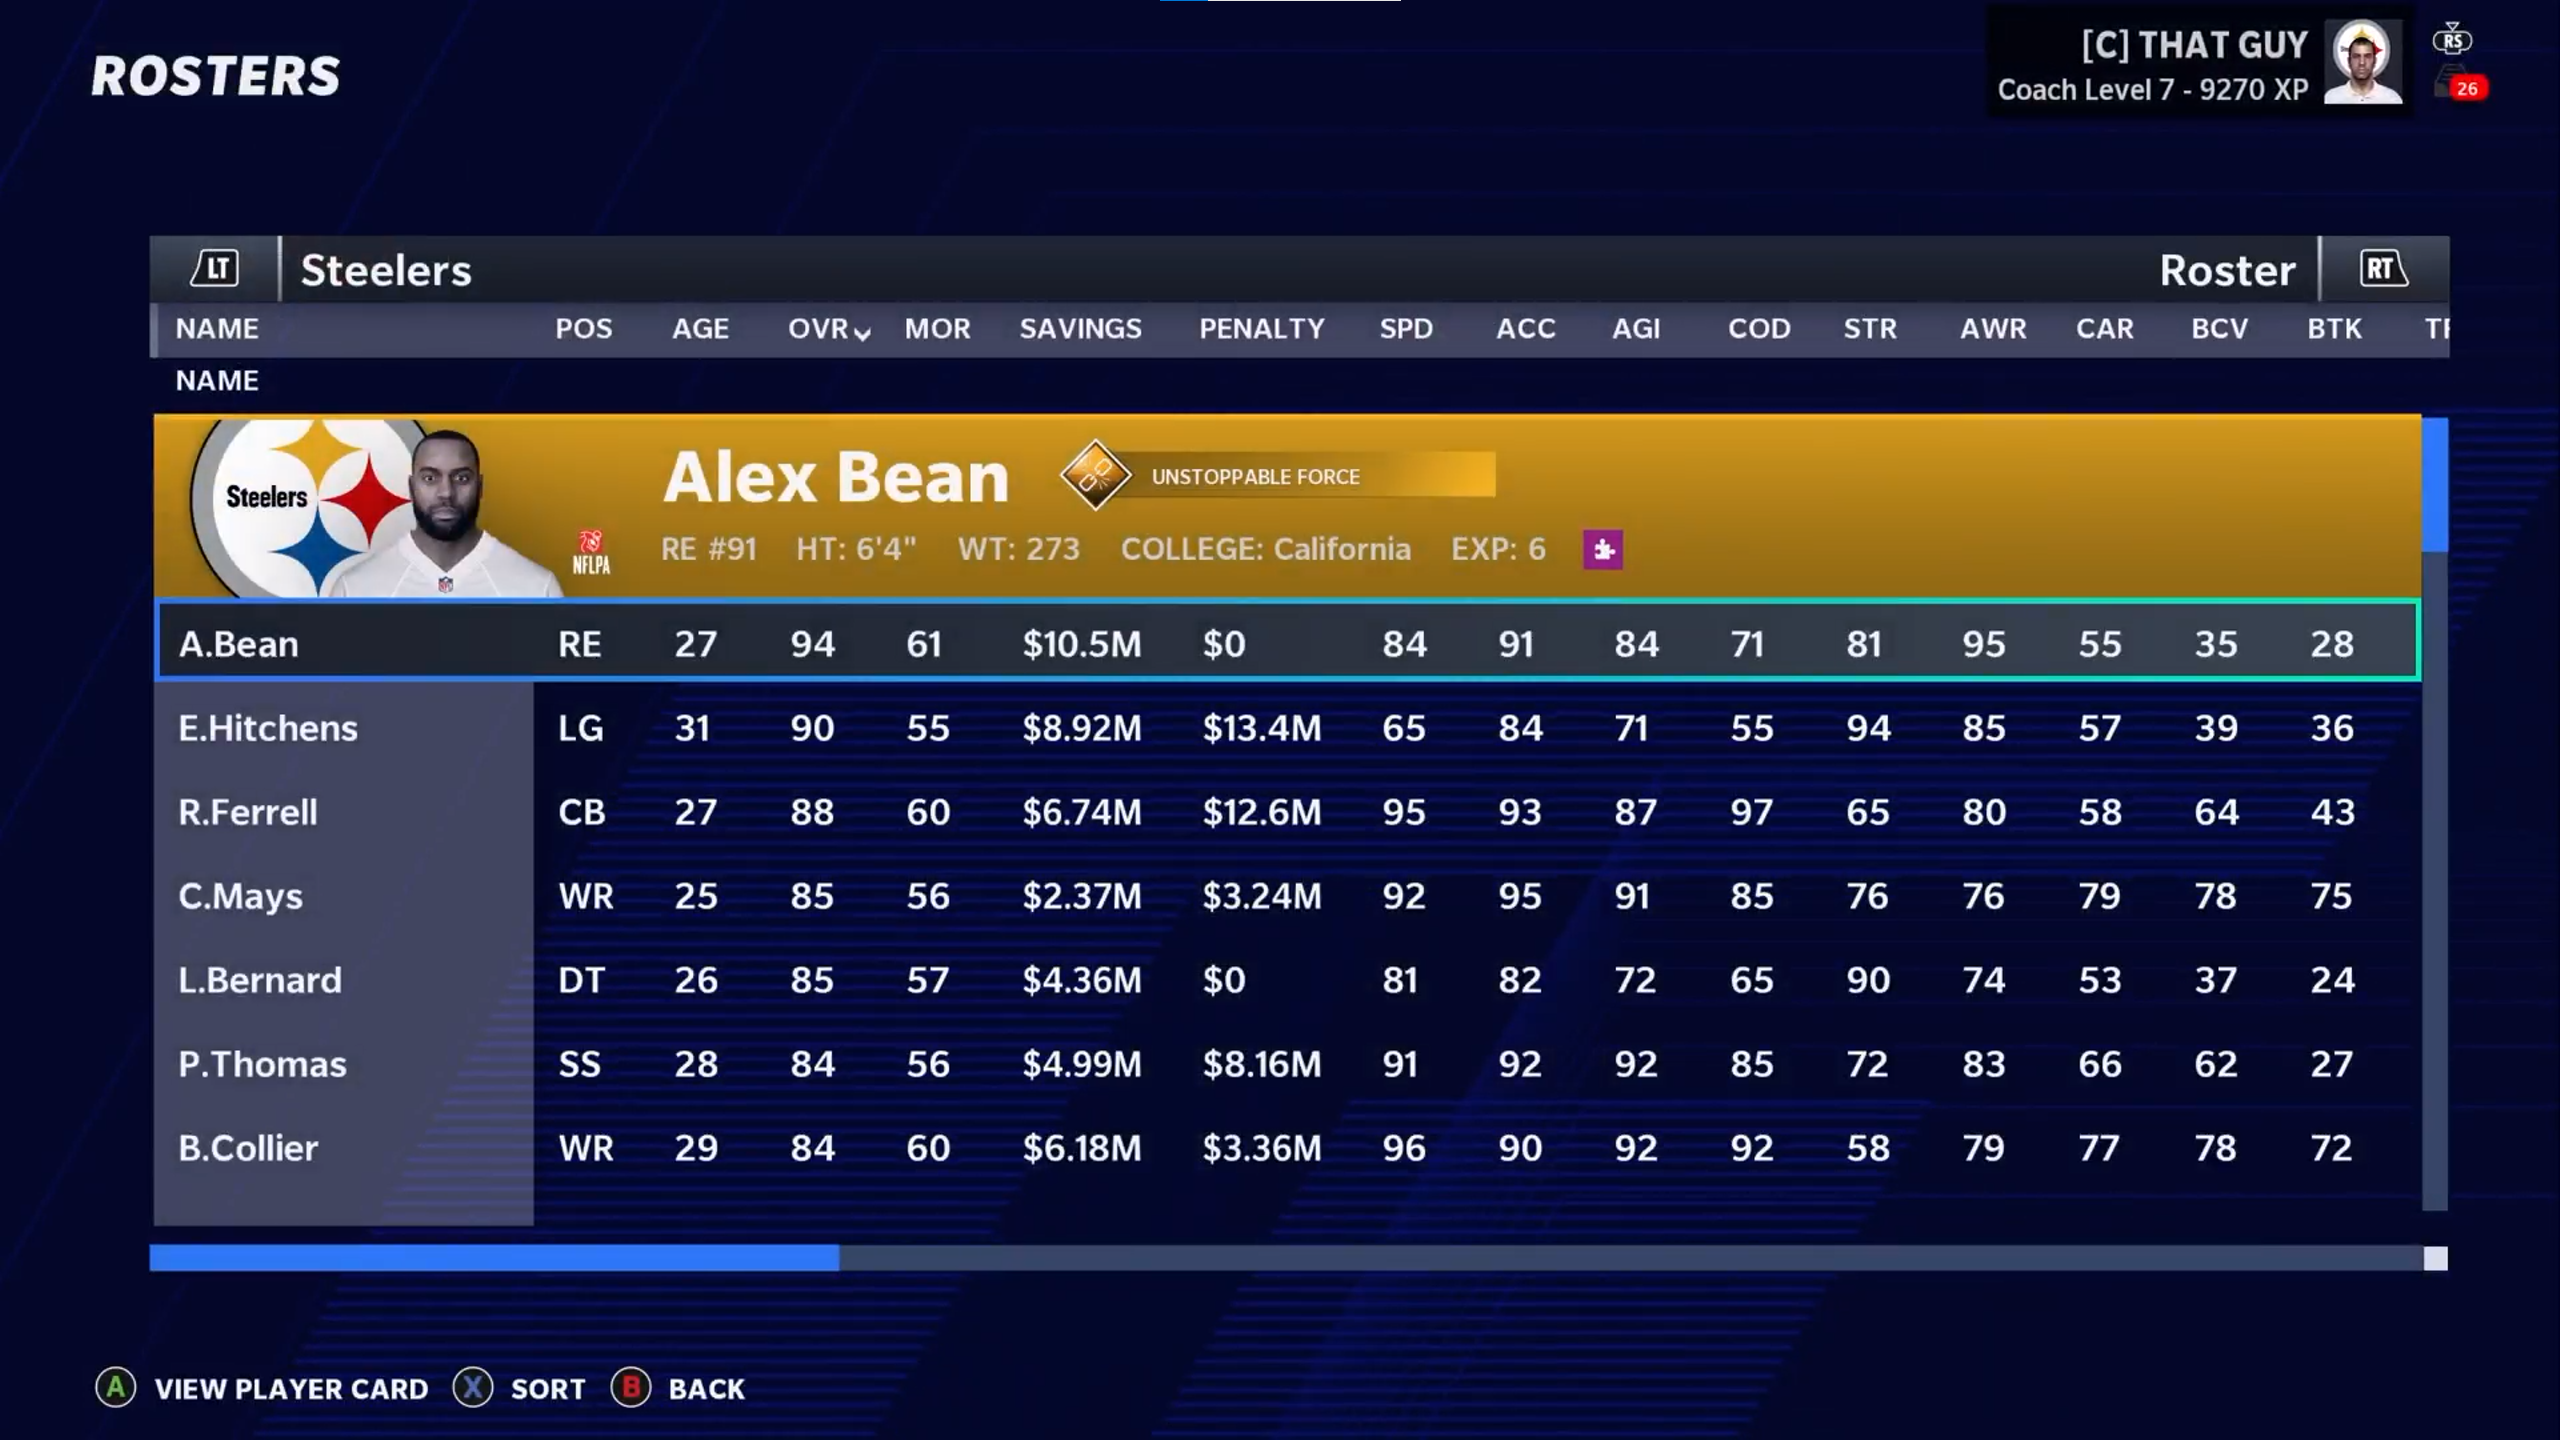 ROSTERS
[C] THAT GUY
Coach Level 7 - 9270 XP
RS
26
LT Steelers Roster RT
NAME POS AGE OVR MOR SAVINGS PENALTY SPD ACC AGI COD STR AWR CAR BCV BTK
NAME
Steelers
Alex Bean UNSTOPPABLE FORCE
NFLPA
RE #91 HT: 6'4" WT: 273 COLLEGE: California EXP: 6
A.Bean RE 27 94 61 $10.5M $0 84 91 84 71 81 95 55 35 28
E.Hitchens LG 31 90 55 $8.92M $13.4M 65 84 71 55 94 85 57 39 36
R.Ferrell CB 27 88 60 $6.74M $12.6M 95 93 87 97 65 80 58 64 43
C.Mays WR 25 85 56 $2.37M $3.24M 92 95 91 85 76 76 79 78 75
L.Bernard DT 26 85 57 $4.36M $0 81 82 72 65 90 74 53 37 24
P.Thomas SS 28 84 56 $4.99M $8.16M 91 92 92 85 72 83 66 62 27
B.Collier WR 29 84 60 $6.18M $3.36M 96 90 92 92 58 79 77 78 72
A VIEW PLAYER CARD X SORT B BACK